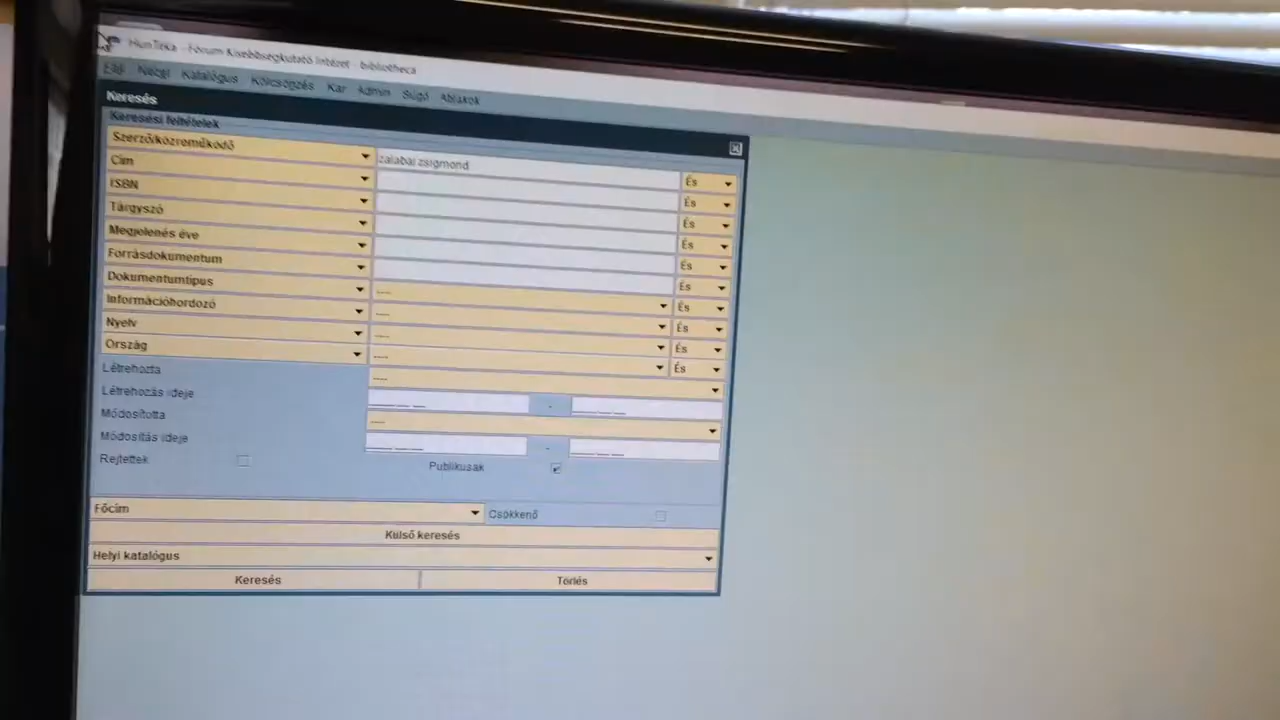 HunTéka - Fórum Kisebbségkutató Intézet - bibliotheca
Katalógus Kölcsögzés Kar Admin Súgó Ablakok
Keresés
Keresési feltételek
Szerző/közreműködő zalabai zsigmond És
Cím És
ISBN És
Tárgyszó És
Megjelenés éve És
Forrásdokumentum És
Dokumentumtípus --- És
Információhordozó --- És
Nyelv --- És
Ország --- És
Létrehozta ---
Létrehozás ideje -
Módosította ---
Módosítás ideje -
Rejtettek Publikusak
Főcím Csökkenő
Külső keresés
Helyi katalógus
Keresés Törlés